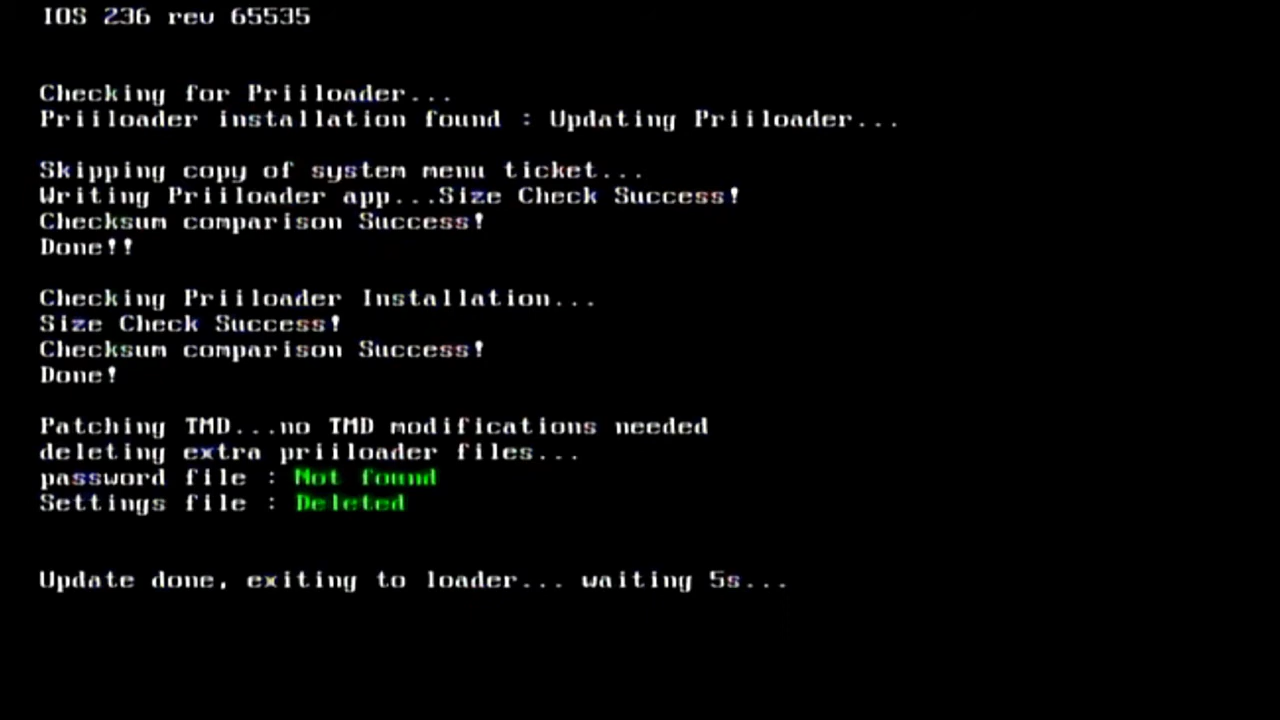 IOS 236 rev 65535
Checking for Priiloader...
Priiloader installation found : Updating Priiloader...
Skipping copy of system menu ticket...
Writing Priiloader app...Size Check Success!
Checksum comparison Success!
Done!!
Checking Priiloader Installation...
Size Check Success!
Checksum comparison Success!
Done!
Patching TMD...no TMD modifications needed
deleting extra priiloader files...
password file : Not found
Settings file : Deleted
Update done, exiting to loader... waiting 5s...